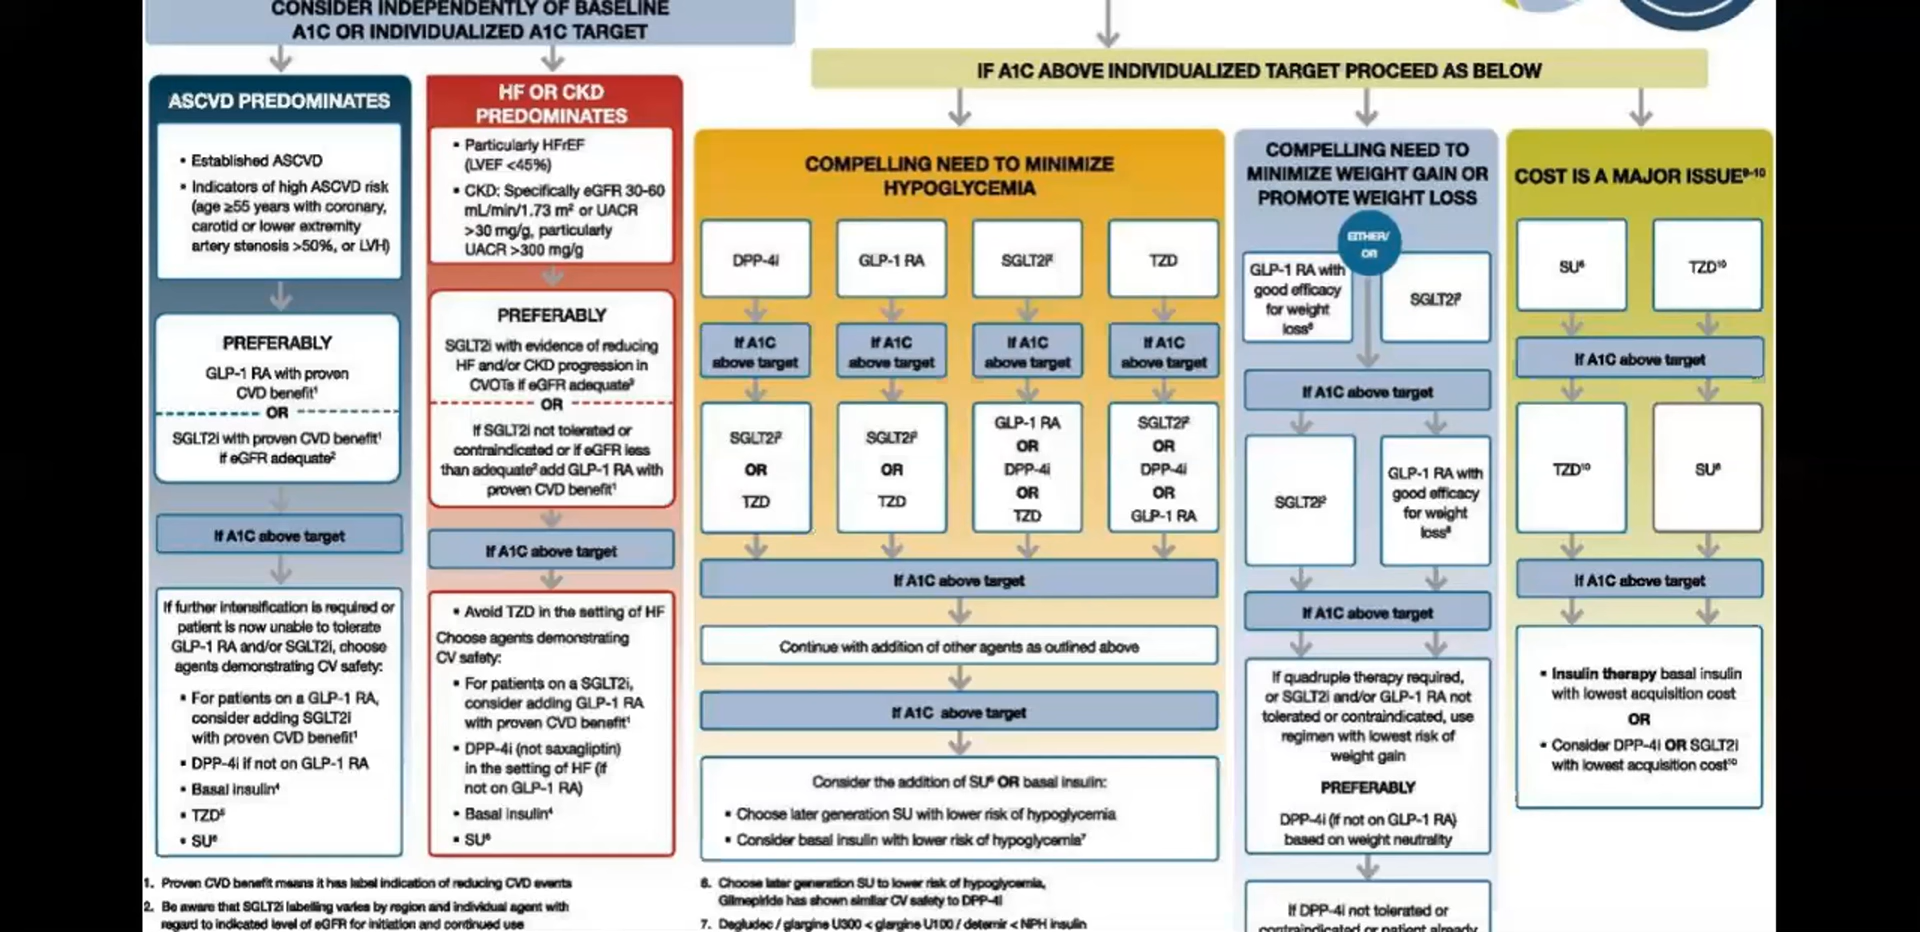 CONSIDER INDEPENDENTLY OF BASELINE
A1C OR INDIVIDUALIZED A1C TARGET
IF A1C ABOVE INDIVIDUALIZED TARGET PROCEED AS BELOW
ASCVD PREDOMINATES
• Established ASCVD
• Indicators of high ASCVD risk
(age ≥55 years with coronary,
carotid or lower extremity
artery stenosis >50%, or LVH)
PREFERABLY
GLP-1 RA with proven
CVD benefit¹
OR
SGLT2i with proven CVD benefit¹
if eGFR adequate²
If A1C above target
If further intensification is required or
patient is now unable to tolerate
GLP-1 RA and/or SGLT2i, choose
agents demonstrating CV safety:
• For patients on a GLP-1 RA,
consider adding SGLT2i
with proven CVD benefit¹
• DPP-4i if not on GLP-1 RA
• Basal insulin⁴
• TZD⁵
• SU⁶
HF OR CKD
PREDOMINATES
• Particularly HFrEF
(LVEF <45%)
• CKD: Specifically eGFR 30-60
mL/min/1.73 m² or UACR
>30 mg/g, particularly
UACR >300 mg/g
PREFERABLY
SGLT2i with evidence of reducing
HF and/or CKD progression in
CVOTs if eGFR adequate³
OR
If SGLT2i not tolerated or
contraindicated or if eGFR less
than adequate² add GLP-1 RA with
proven CVD benefit¹
If A1C above target
• Avoid TZD in the setting of HF
Choose agents demonstrating
CV safety:
• For patients on a SGLT2i,
consider adding GLP-1 RA
with proven CVD benefit¹
• DPP-4i (not saxagliptin)
in the setting of HF (if
not on GLP-1 RA)
• Basal insulin⁴
• SU⁶
COMPELLING NEED TO MINIMIZE
HYPOGLYCEMIA
DPP-4i
GLP-1 RA
SGLT2i²
TZD
If A1C
above target
If A1C
above target
If A1C
above target
If A1C
above target
SGLT2i²
OR
TZD
SGLT2i²
OR
TZD
GLP-1 RA
OR
DPP-4i
OR
TZD
SGLT2i²
OR
DPP-4i
OR
GLP-1 RA
If A1C above target
Continue with addition of other agents as outlined above
If A1C above target
Consider the addition of SU⁶ OR basal insulin:
• Choose later generation SU with lower risk of hypoglycemia
• Consider basal insulin with lower risk of hypoglycemia⁷
COMPELLING NEED TO
MINIMIZE WEIGHT GAIN OR
PROMOTE WEIGHT LOSS
EITHER/
OR
GLP-1 RA with
good efficacy
for weight
loss⁸
SGLT2i²
If A1C above target
SGLT2i²
GLP-1 RA with
good efficacy
for weight
loss⁸
If A1C above target
If quadruple therapy required,
or SGLT2i and/or GLP-1 RA not
tolerated or contraindicated, use
regimen with lowest risk of
weight gain
PREFERABLY
DPP-4i (if not on GLP-1 RA)
based on weight neutrality
If DPP-4i not tolerated or
contraindicated or patient already
COST IS A MAJOR ISSUE⁹⁻¹⁰
SU⁶
TZD¹⁰
If A1C above target
TZD¹⁰
SU⁶
If A1C above target
• Insulin therapy basal insulin
with lowest acquisition cost
OR
• Consider DPP-4i OR SGLT2i
with lowest acquisition cost¹⁰
1. Proven CVD benefit means it has label indication of reducing CVD events
2. Be aware that SGLT2i labelling varies by region and individual agent with
regard to indicated level of eGFR for initiation and continued use
6. Choose later generation SU to lower risk of hypoglycemia,
Glimepiride has shown similar CV safety to DPP-4i
7. Degludec / glargine U300 < glargine U100 / detemir < NPH insulin